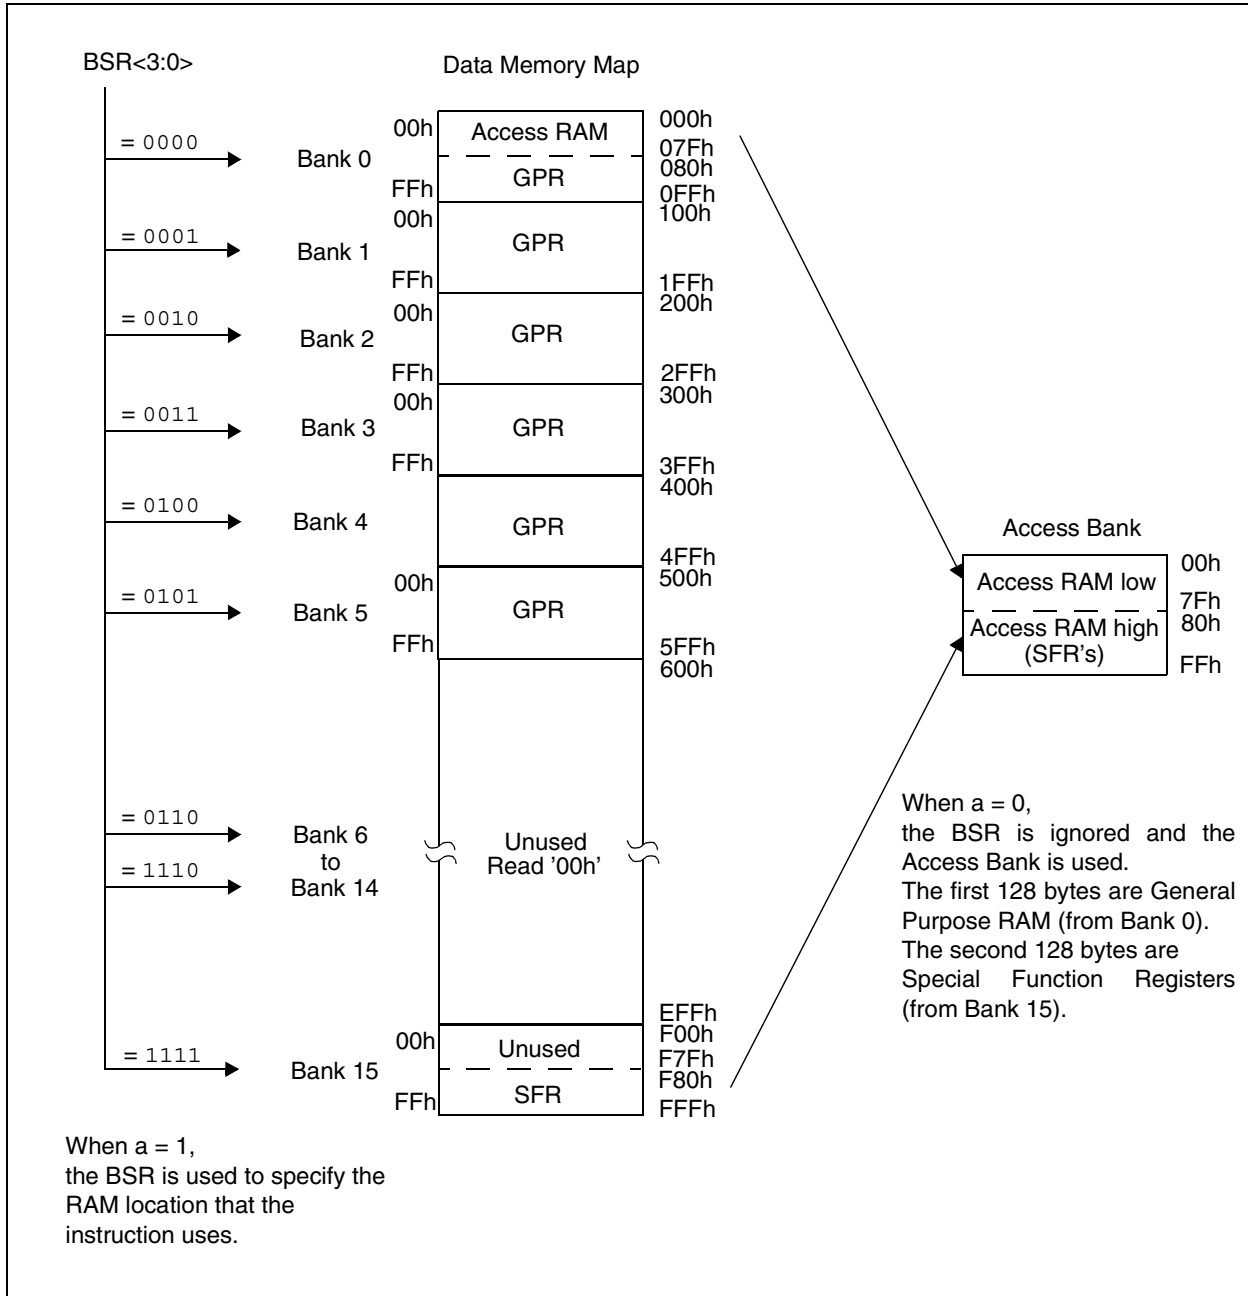 BSR<3:0>
Data Memory Map
= 0000
Bank 0
00h
Access RAM
000h
07Fh
080h
GPR
FFh
0FFh
= 0001
Bank 1
00h
GPR
100h
FFh
1FFh
= 0010
Bank 2
00h
GPR
200h
FFh
2FFh
= 0011
Bank 3
00h
GPR
300h
FFh
3FFh
= 0100
Bank 4
GPR
400h
4FFh
= 0101
Bank 5
00h
GPR
500h
FFh
5FFh
600h
= 0110
= 1110
Bank 6
to
Bank 14
Unused
Read '00h'
EFFh
= 1111
Bank 15
00h
Unused
F00h
F7Fh
F80h
SFR
FFh
FFFh
Access Bank
Access RAM low
00h
7Fh
Access RAM high
(SFR's)
80h
FFh
When a = 0,
the BSR is ignored and the
Access Bank is used.
The first 128 bytes are General
Purpose RAM (from Bank 0).
The second 128 bytes are
Special Function Registers
(from Bank 15).
When a = 1,
the BSR is used to specify the
RAM location that the
instruction uses.